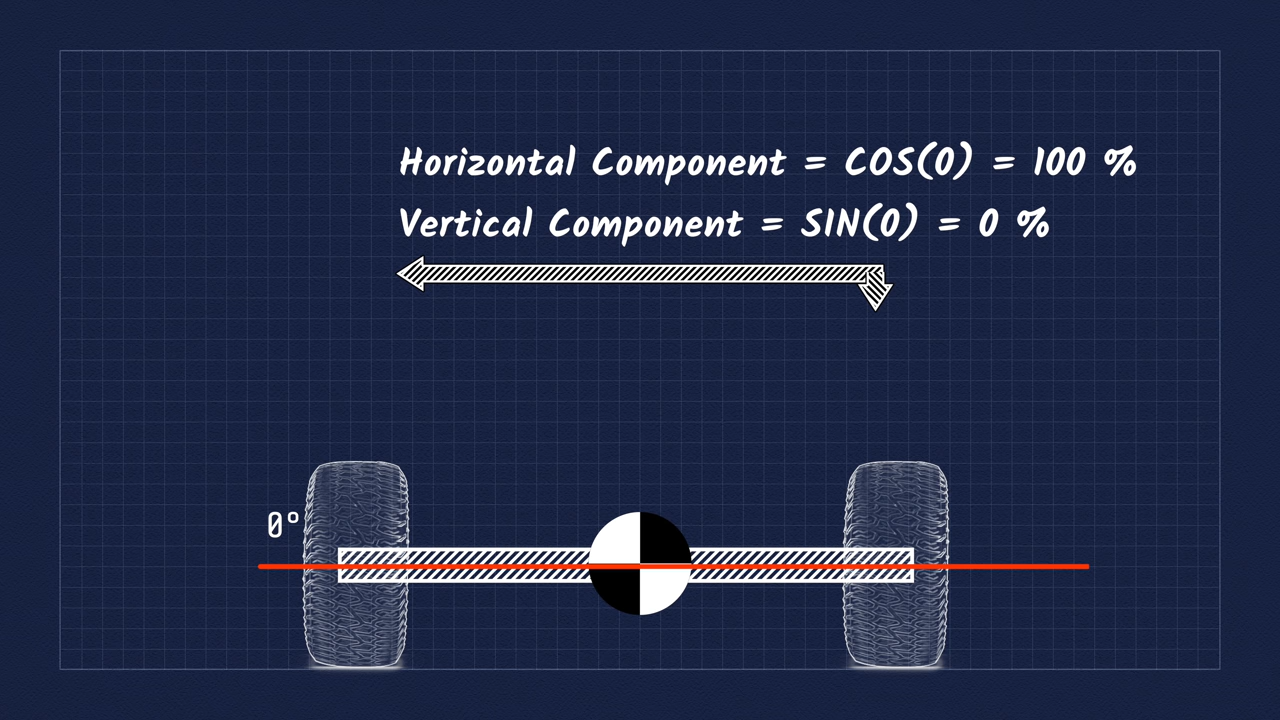 Horizontal Component = COS(0) = 100 %
Vertical Component = SIN(0) = 0 %
0°